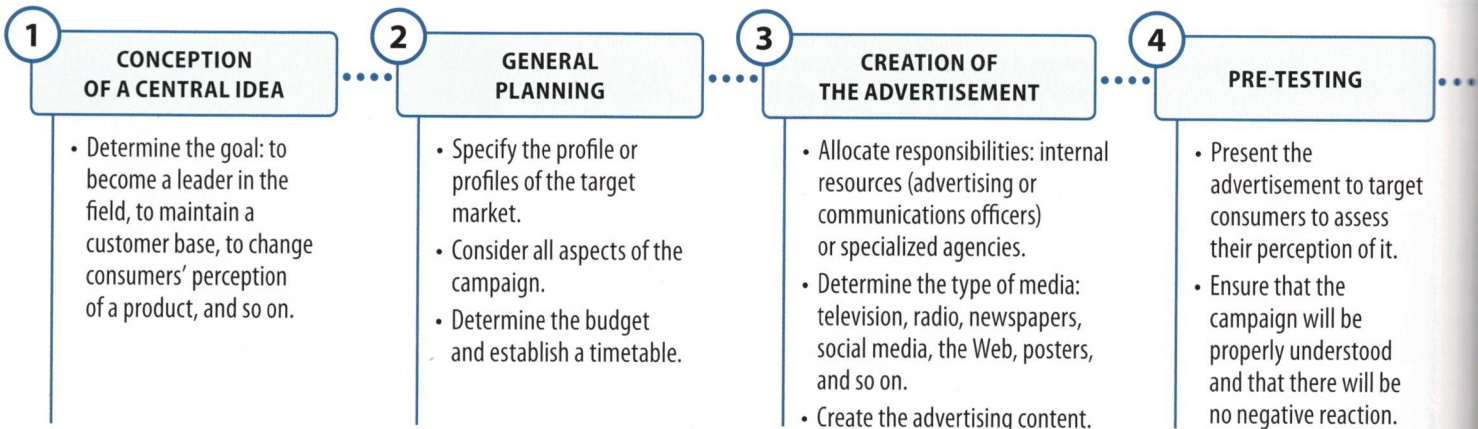 1
CONCEPTION
OF A CENTRAL IDEA
• Determine the goal: to
become a leader in the
field, to maintain a
customer base, to change
consumers' perception
of a product, and so on.
2
GENERAL
PLANNING
• Specify the profile or
profiles of the target
market.
• Consider all aspects of the
campaign.
• Determine the budget
and establish a timetable.
3
CREATION OF
THE ADVERTISEMENT
• Allocate responsibilities: internal
resources (advertising or
communications officers)
or specialized agencies.
• Determine the type of media:
television, radio, newspapers,
social media, the Web, posters,
and so on.
• Create the advertising content.
4
PRE-TESTING
• Present the
advertisement to target
consumers to assess
their perception of it.
• Ensure that the
campaign will be
properly understood
and that there will be
no negative reaction.